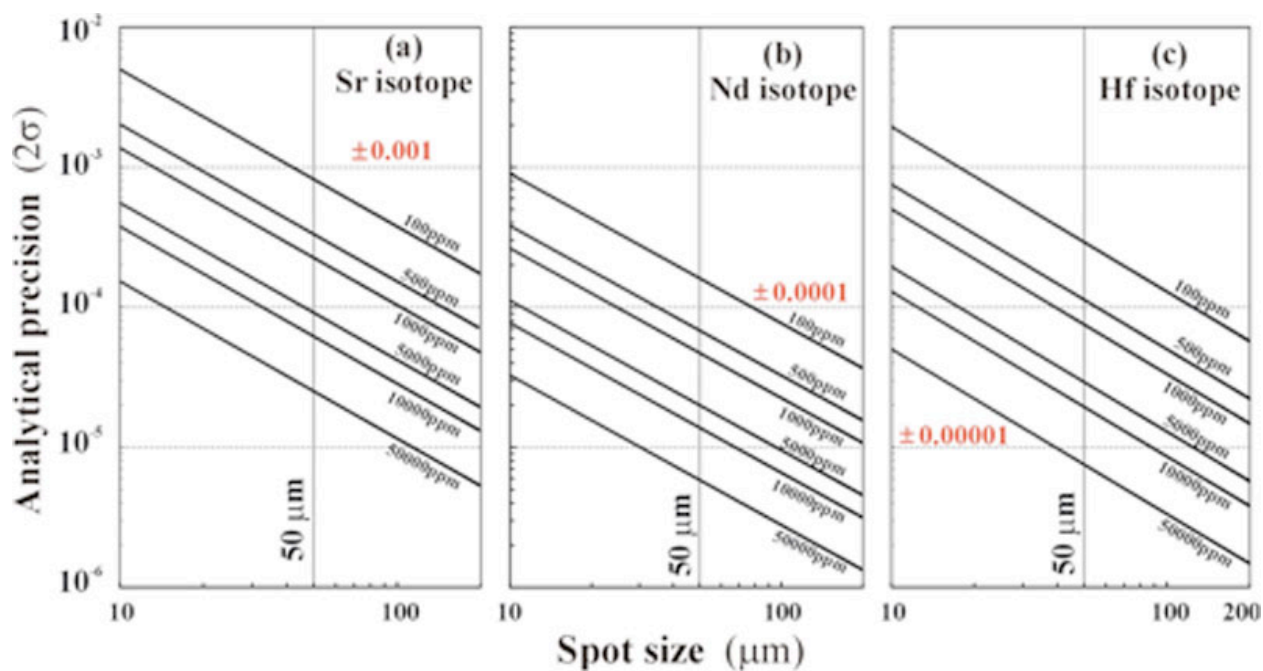 Analytical precision (2σ)
10-2
10-3
10-4
10-5
10-6
(a)
Sr isotope
±0.001
100ppm
500ppm
1000ppm
5000ppm
10000ppm
50000ppm
50 μm
10
100
(b)
Nd isotope
±0.0001
100ppm
500ppm
1000ppm
5000ppm
10000ppm
50000ppm
50 μm
10
100
(c)
Hf isotope
±0.00001
100ppm
500ppm
1000ppm
5000ppm
10000ppm
50000ppm
50 μm
10
100
200
Spot size (μm)